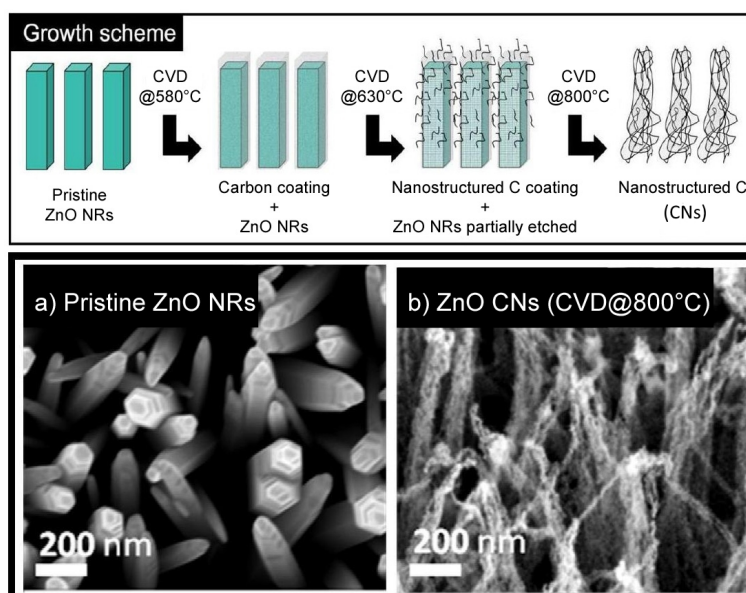 Growth scheme
CVD
@580°C
CVD
@630°C
CVD
@800°C
Pristine
ZnO NRs
Carbon coating
+
ZnO NRs
Nanostructured C coating
+
ZnO NRs partially etched
Nanostructured C
(CNs)
a) Pristine ZnO NRs
200 nm
b) ZnO CNs (CVD@800°C)
200 nm